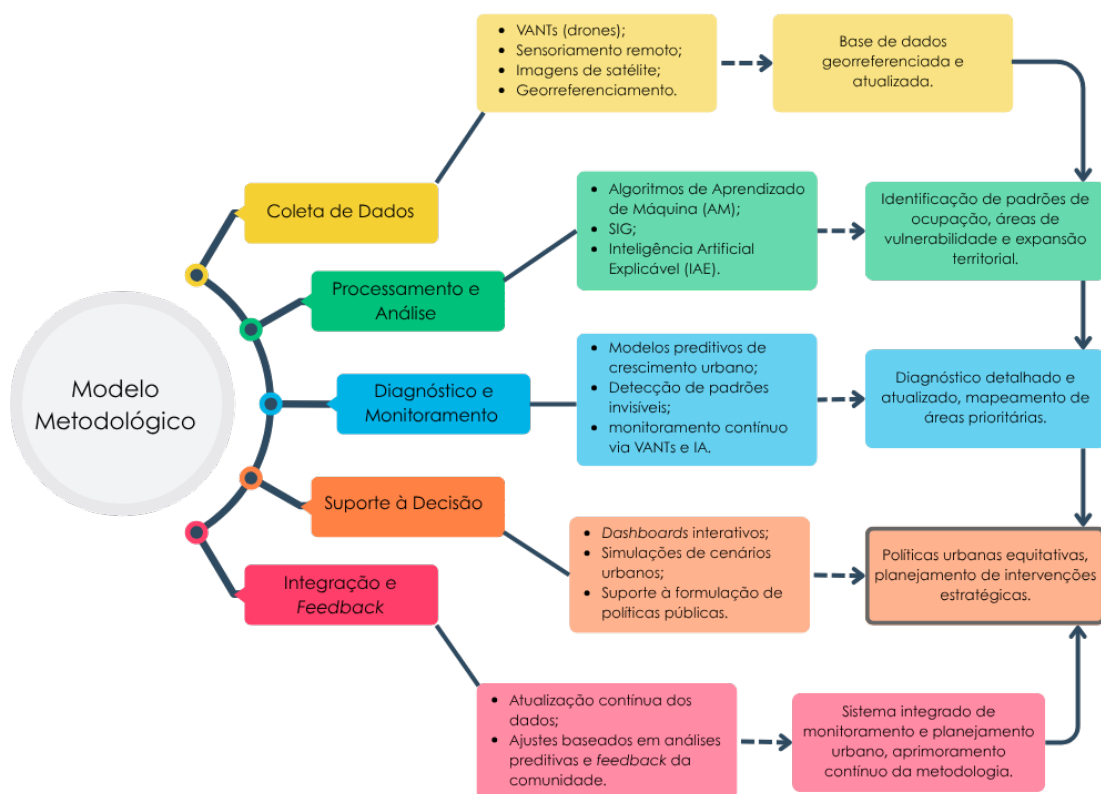 Modelo
Metodológico
Coleta de Dados
• VANTs (drones);
• Sensoriamento remoto;
• Imagens de satélite;
• Georreferenciamento.
Base de dados
georreferenciada e
atualizada.
Processamento e
Análise
• Algoritmos de Aprendizado
de Máquina (AM);
• SIG;
• Inteligência Artificial
Explicável (IAE).
Identificação de padrões de
ocupação, áreas de
vulnerabilidade e expansão
territorial.
Diagnóstico e
Monitoramento
• Modelos preditivos de
crescimento urbano;
• Detecção de padrões
invisíveis;
• monitoramento contínuo
via VANTs e IA.
Diagnóstico detalhado e
atualizado, mapeamento de
áreas prioritárias.
Suporte à Decisão
• Dashboards interativos;
• Simulações de cenários
urbanos;
• Suporte à formulação de
políticas públicas.
Políticas urbanas equitativas,
planejamento de intervenções
estratégicas.
Integração e
Feedback
• Atualização contínua dos
dados;
• Ajustes baseados em análises
preditivas e feedback da
comunidade.
Sistema integrado de
monitoramento e planejamento
urbano, aprimoramento
contínuo da metodologia.